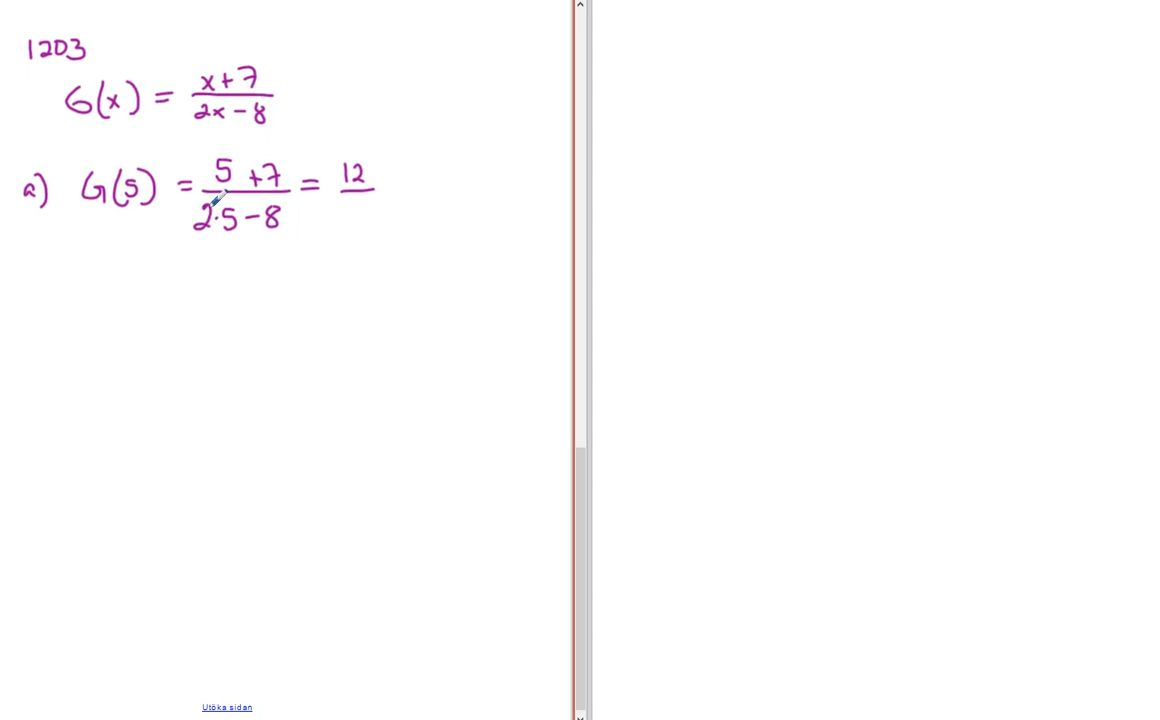 1203
G(x) = x+7 / 2x-8
a) G(5) = 5 +7 / 2·5-8 = 12 /
Utöka sidan